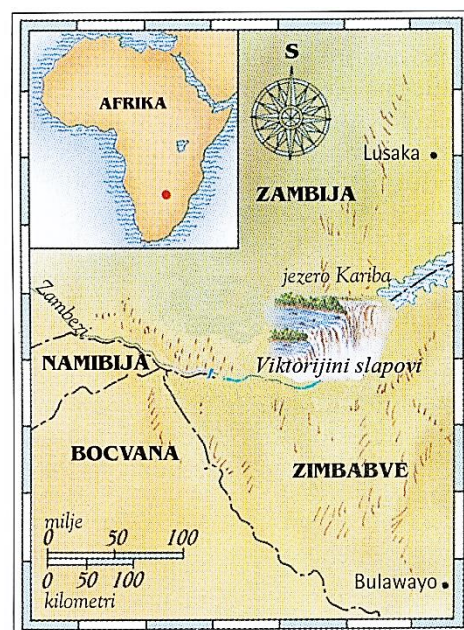 AFRIKA
S
Lusaka
ZAMBIJA
jezero Kariba
Zambezi
NAMIBIJA
Viktorijini slapovi
BOCVANA
ZIMBABVE
milje
0 50 100
0 50 100
kilometri
Bulawayo